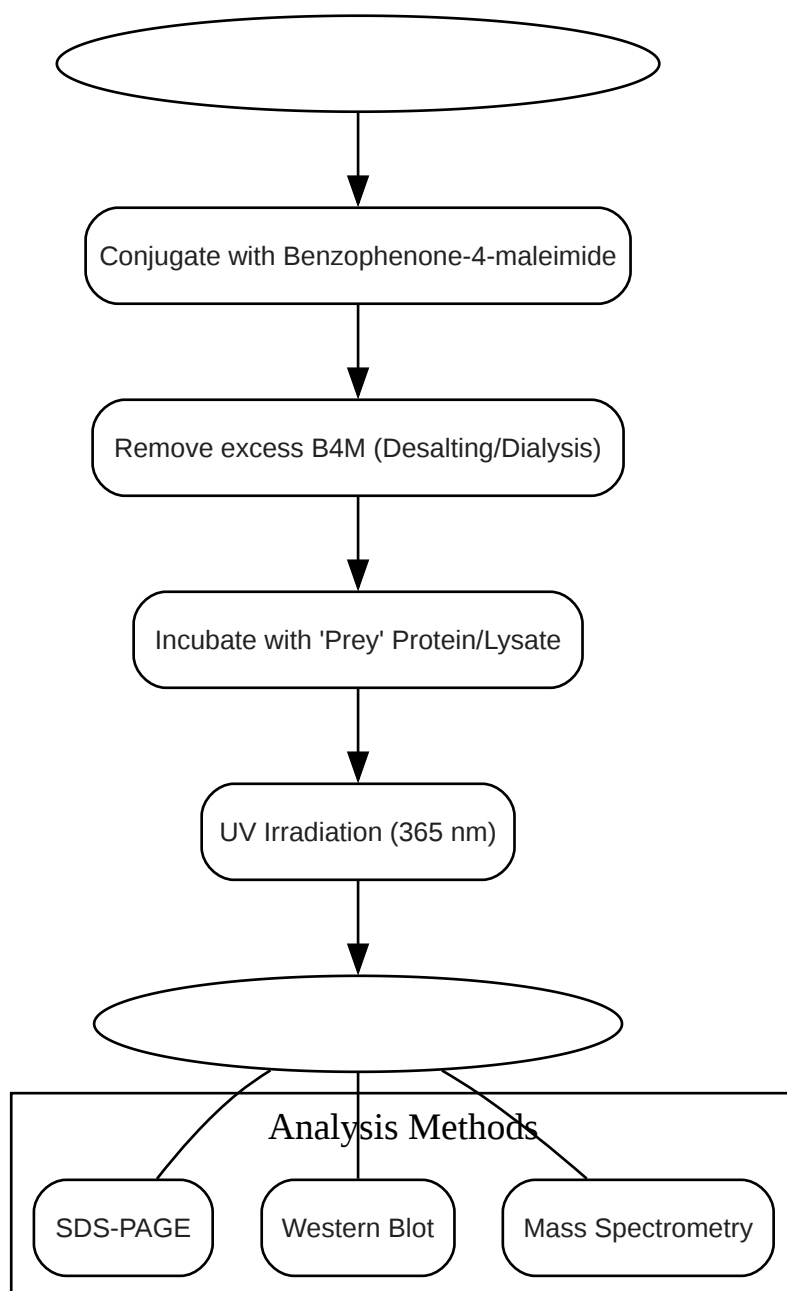 Conjugate with Benzophenone-4-maleimide
Remove excess B4M (Desalting/Dialysis)
Incubate with 'Prey' Protein/Lysate
UV Irradiation (365 nm)
Analysis Methods
SDS-PAGE
Western Blot
Mass Spectrometry